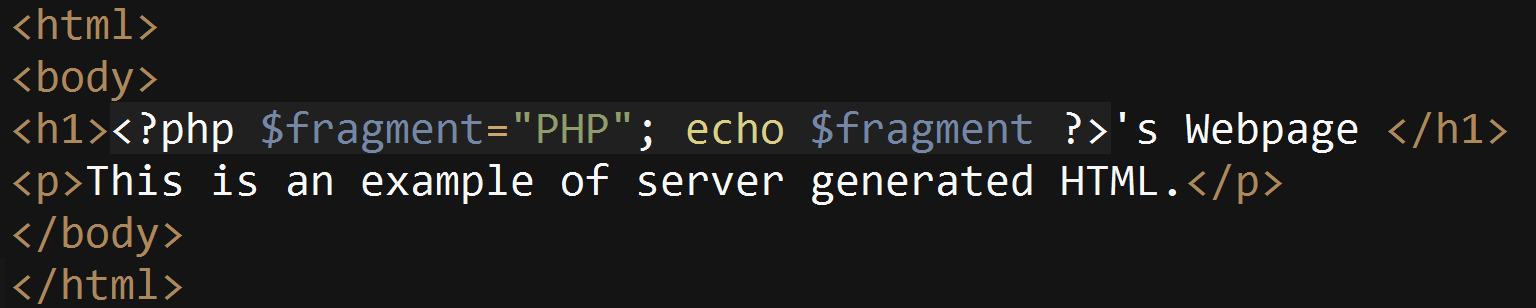 <html>
<body>
<h1><?php $fragment="PHP"; echo $fragment ?>'s Webpage </h1>
<p>This is an example of server generated HTML.</p>
</body>
</html>